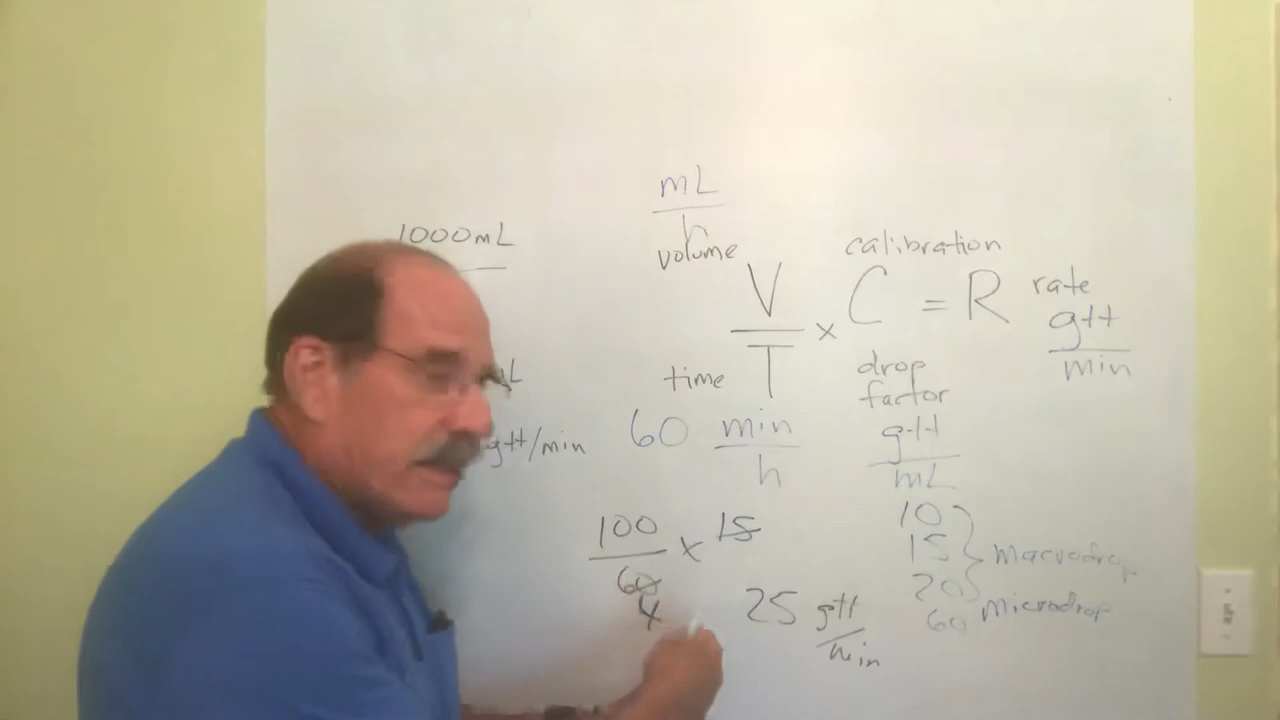 mL
h
1000mL
volume
calibration
V
T
x
C = R
rate
gtt
min
time
drop
factor
gtt
mL
gtt/min
60 min
h
100
60
4
x
15
25 gtt
min
10
15
20
macrodrop
60 microdrop